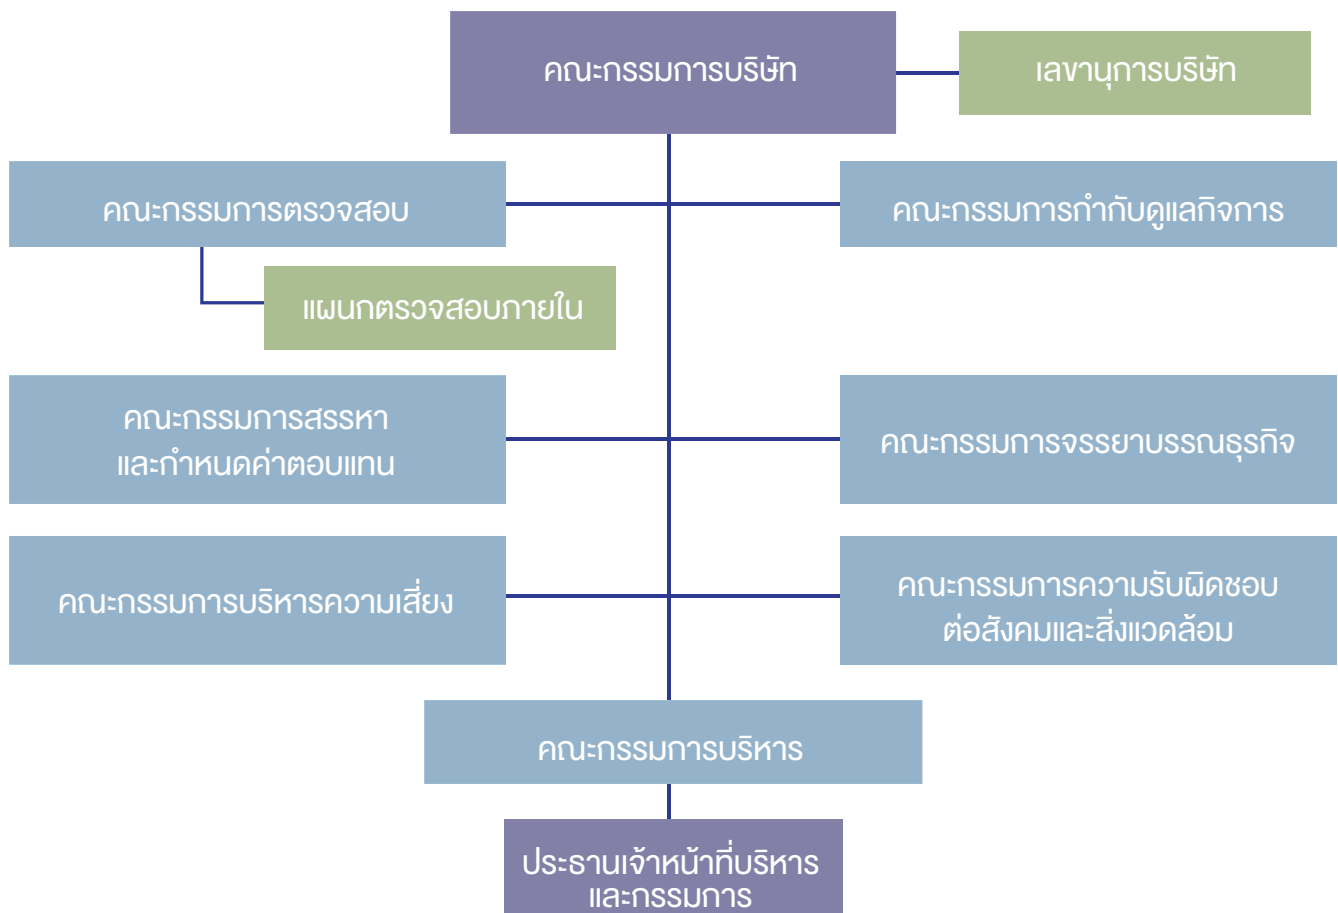 คณะกรรมการบริษัท
เลขานุการบริษัท
คณะกรรมการตรวจสอบ
คณะกรรมการกำกับดูแลกิจการ
แผนกตรวจสอบภายใน
คณะกรรมการสรรหา
และกำหนดค่าตอบแทน
คณะกรรมการจรรยาบรรณธุรกิจ
คณะกรรมการบริหารความเสี่ยง
คณะกรรมการความรับผิดชอบ
ต่อสังคมและสิ่งแวดล้อม
คณะกรรมการบริหาร
ประธานเจ้าหน้าที่บริหาร
และกรรมการ